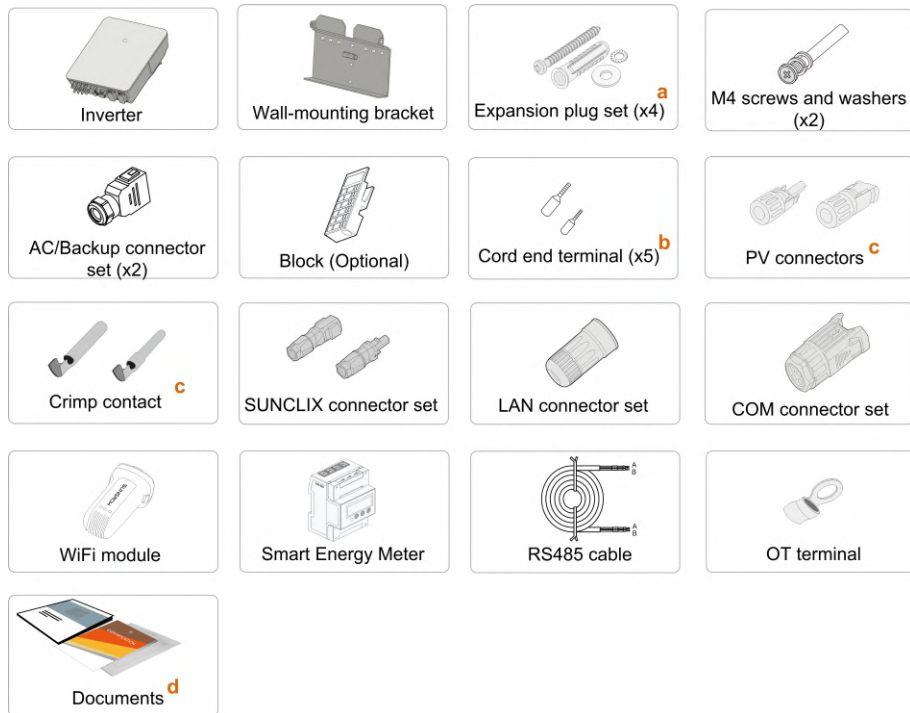 Inverter
Wall-mounting bracket
a
Expansion plug set (x4)
M4 screws and washers
(x2)
AC/Backup connector
set (x2)
Block (Optional)
b
Cord end terminal (x5)
PV connectors c
Crimp contact c
SUNCLIX connector set
LAN connector set
COM connector set
SUNGROW
WiFi module
Smart Energy Meter
A
B
A
B
RS485 cable
OT terminal
Documents d